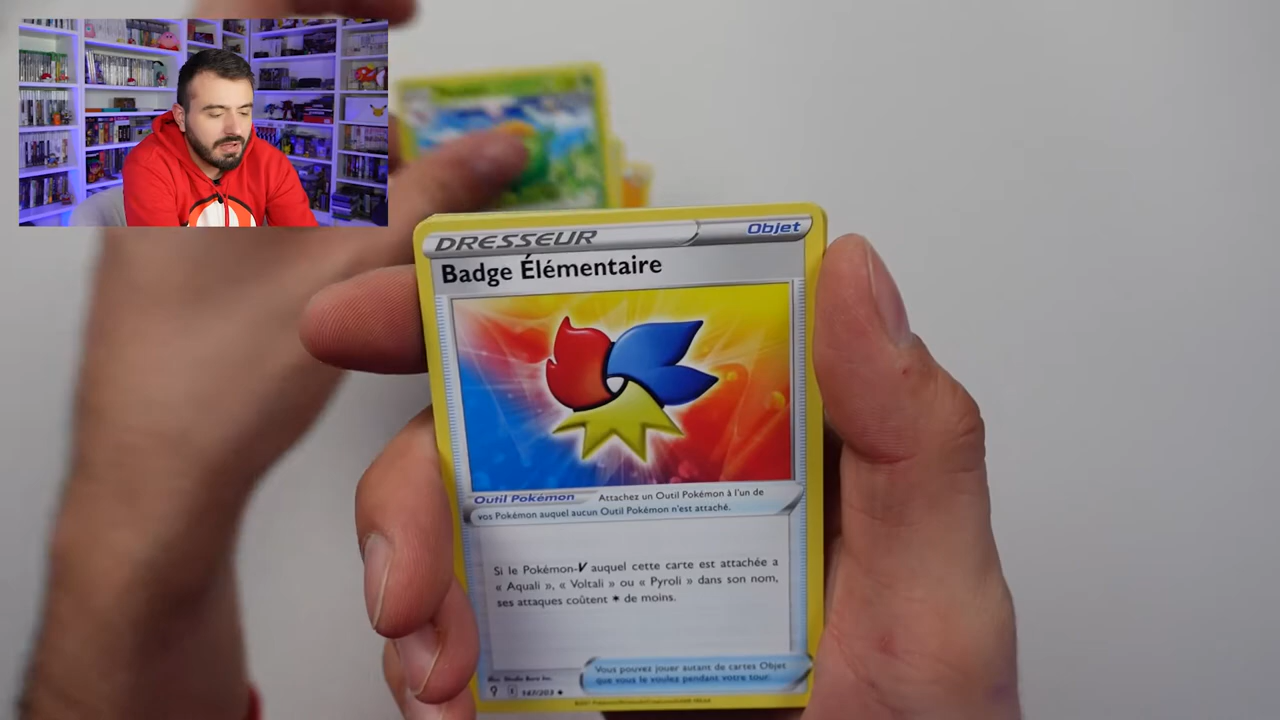 DRESSEUR Objet
Badge Élémentaire
Outil Pokémon Attachez un Outil Pokémon à l'un de
vos Pokémon auquel aucun Outil Pokémon n'est attaché.
Si le Pokémon-V auquel cette carte est attachée a
« Aquali », « Voltali » ou « Pyroli » dans son nom,
ses attaques coûtent * de moins.
Vous pouvez jouer autant de cartes Objet
que vous le voulez pendant votre tour.
147/203